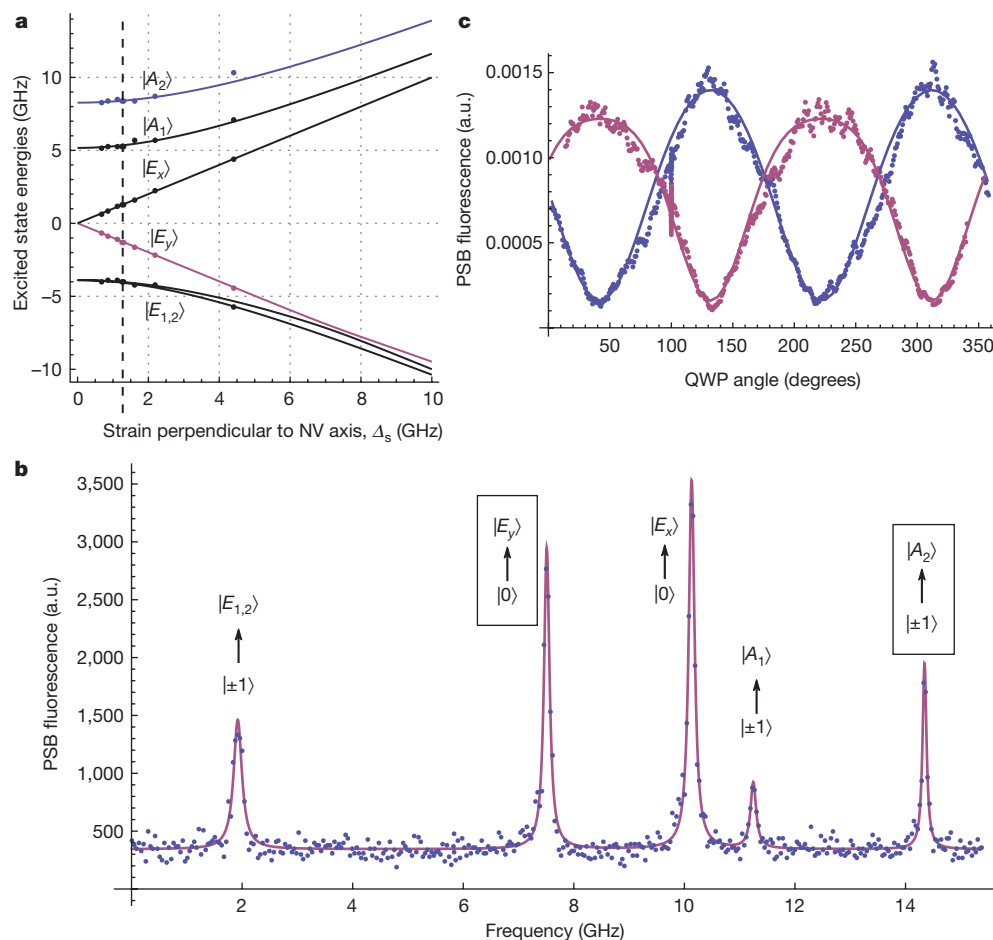 a
Excited state energies (GHz)
10
5
0
−5
−10
|A2⟩
|A1⟩
|Ex⟩
|Ey⟩
|E1,2⟩
0 2 4 6 8 10
Strain perpendicular to NV axis, Δs (GHz)
c
PSB fluorescence (a.u.)
0.0015
0.0010
0.0005
50 100 150 200 250 300 350
QWP angle (degrees)
b
PSB fluorescence (a.u.)
3,500
3,000
2,500
2,000
1,500
1,000
500
|E1,2⟩
|±1⟩
|Ey⟩
|0⟩
|Ex⟩
|0⟩
|A1⟩
|±1⟩
|A2⟩
|±1⟩
2 4 6 8 10 12 14
Frequency (GHz)